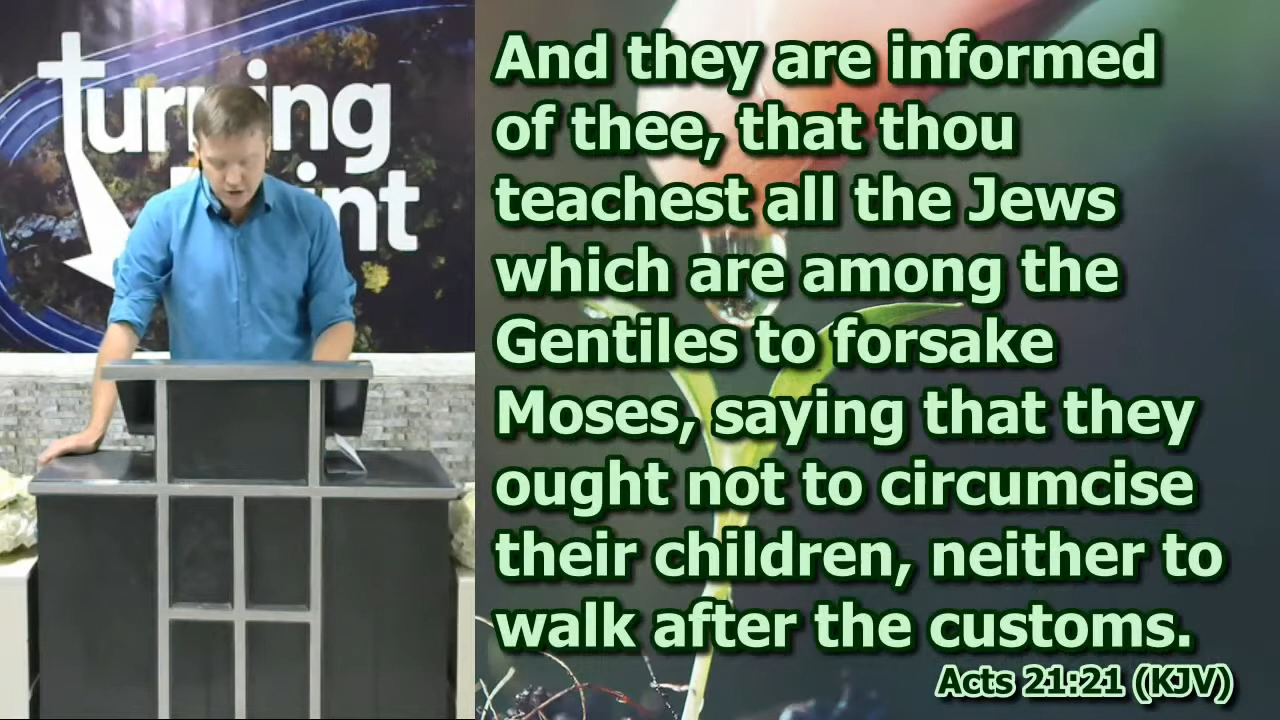 turning
Point
And they are informed
of thee, that thou
teachest all the Jews
which are among the
Gentiles to forsake
Moses, saying that they
ought not to circumcise
their children, neither to
walk after the customs.
Acts 21:21 (KJV)